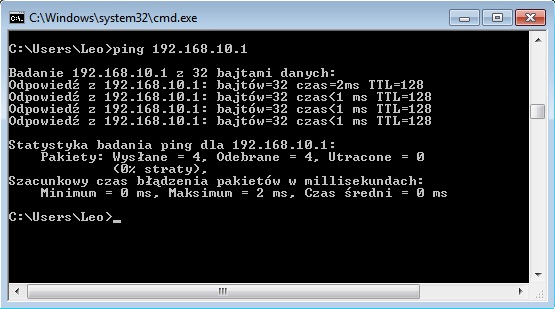 C:\Windows\system32\cmd.exe
C:\Users\Leo>ping 192.168.10.1
Badanie 192.168.10.1 z 32 bajtami danych:
Odpowiedź z 192.168.10.1: bajtów=32 czas=2ms TTL=128
Odpowiedź z 192.168.10.1: bajtów=32 czas<1 ms TTL=128
Odpowiedź z 192.168.10.1: bajtów=32 czas<1 ms TTL=128
Odpowiedź z 192.168.10.1: bajtów=32 czas<1 ms TTL=128
Statystyka badania ping dla 192.168.10.1:
Pakiety: Wysłane = 4, Odebrane = 4, Utracone = 0
(0% straty),
Szacunkowy czas błądzenia pakietów w millisekundach:
Minimum = 0 ms, Maksimum = 2 ms, Czas średni = 0 ms
C:\Users\Leo>_